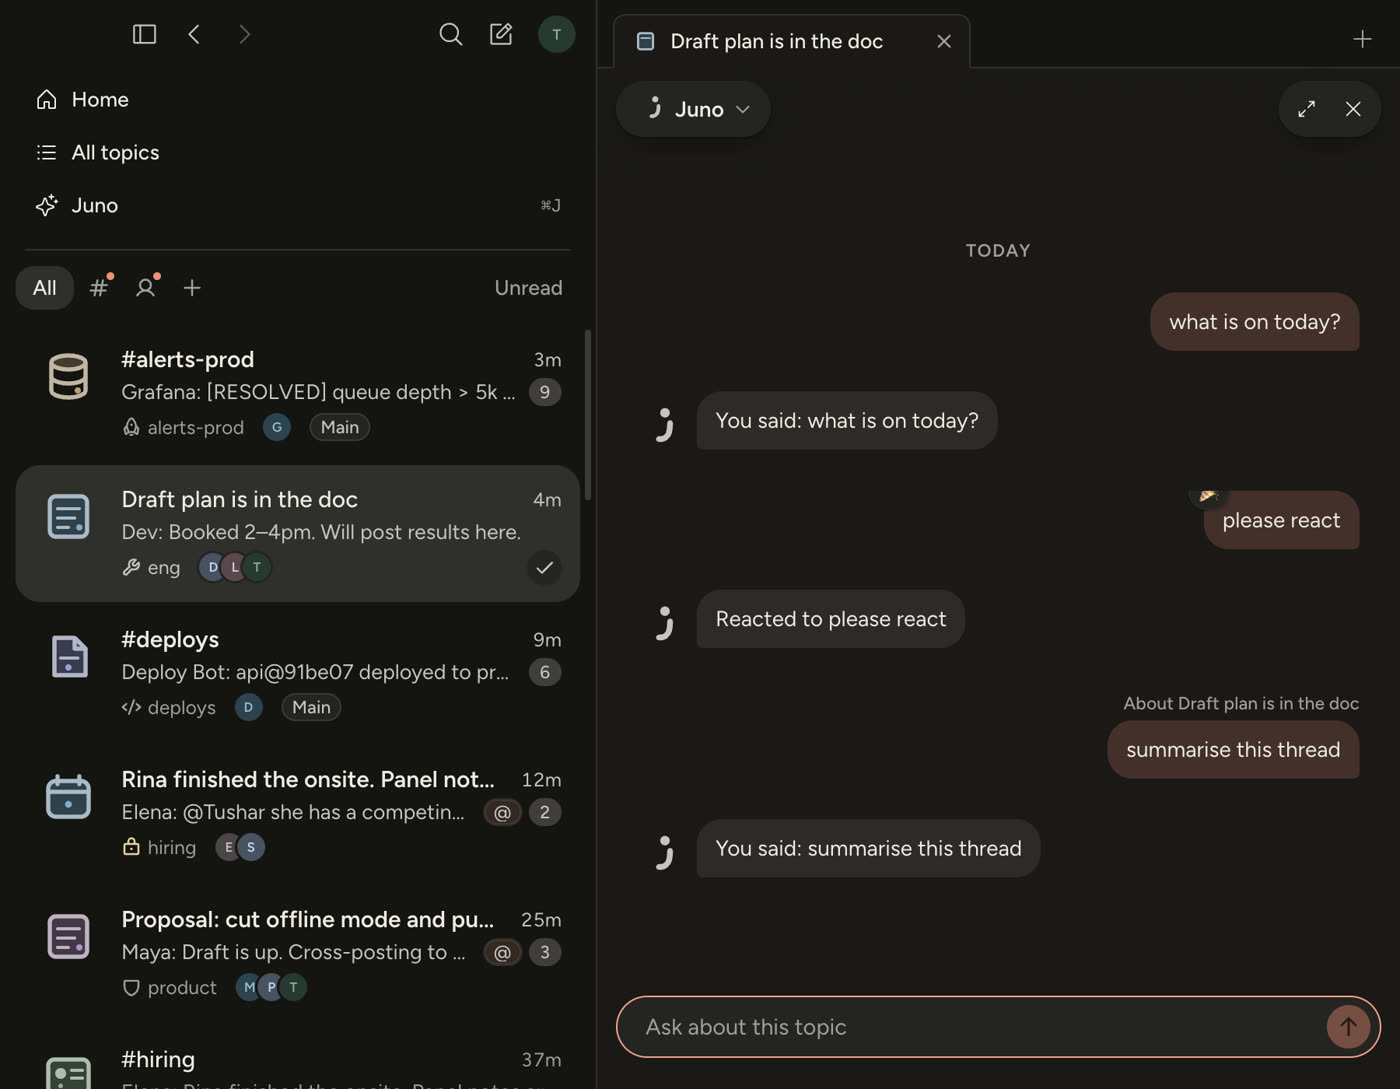 T
Home
All topics
Juno
⌘J
All
Unread
#alerts-prod
3m
Grafana: [RESOLVED] queue depth > 5k ...
9
alerts-prod
G
Main
Draft plan is in the doc
4m
Dev: Booked 2–4pm. Will post results here.
eng
D L T
#deploys
9m
Deploy Bot: api@91be07 deployed to pr...
6
deploys
D
Main
Rina finished the onsite. Panel not...
12m
Elena: @Tushar she has a competin...
@
2
hiring
E S
Proposal: cut offline mode and pu...
25m
Maya: Draft is up. Cross-posting to ...
@
3
product
M P T
#hiring
37m
Draft plan is in the doc
Juno
TODAY
what is on today?
You said: what is on today?
please react
Reacted to please react
About Draft plan is in the doc
summarise this thread
You said: summarise this thread
Ask about this topic